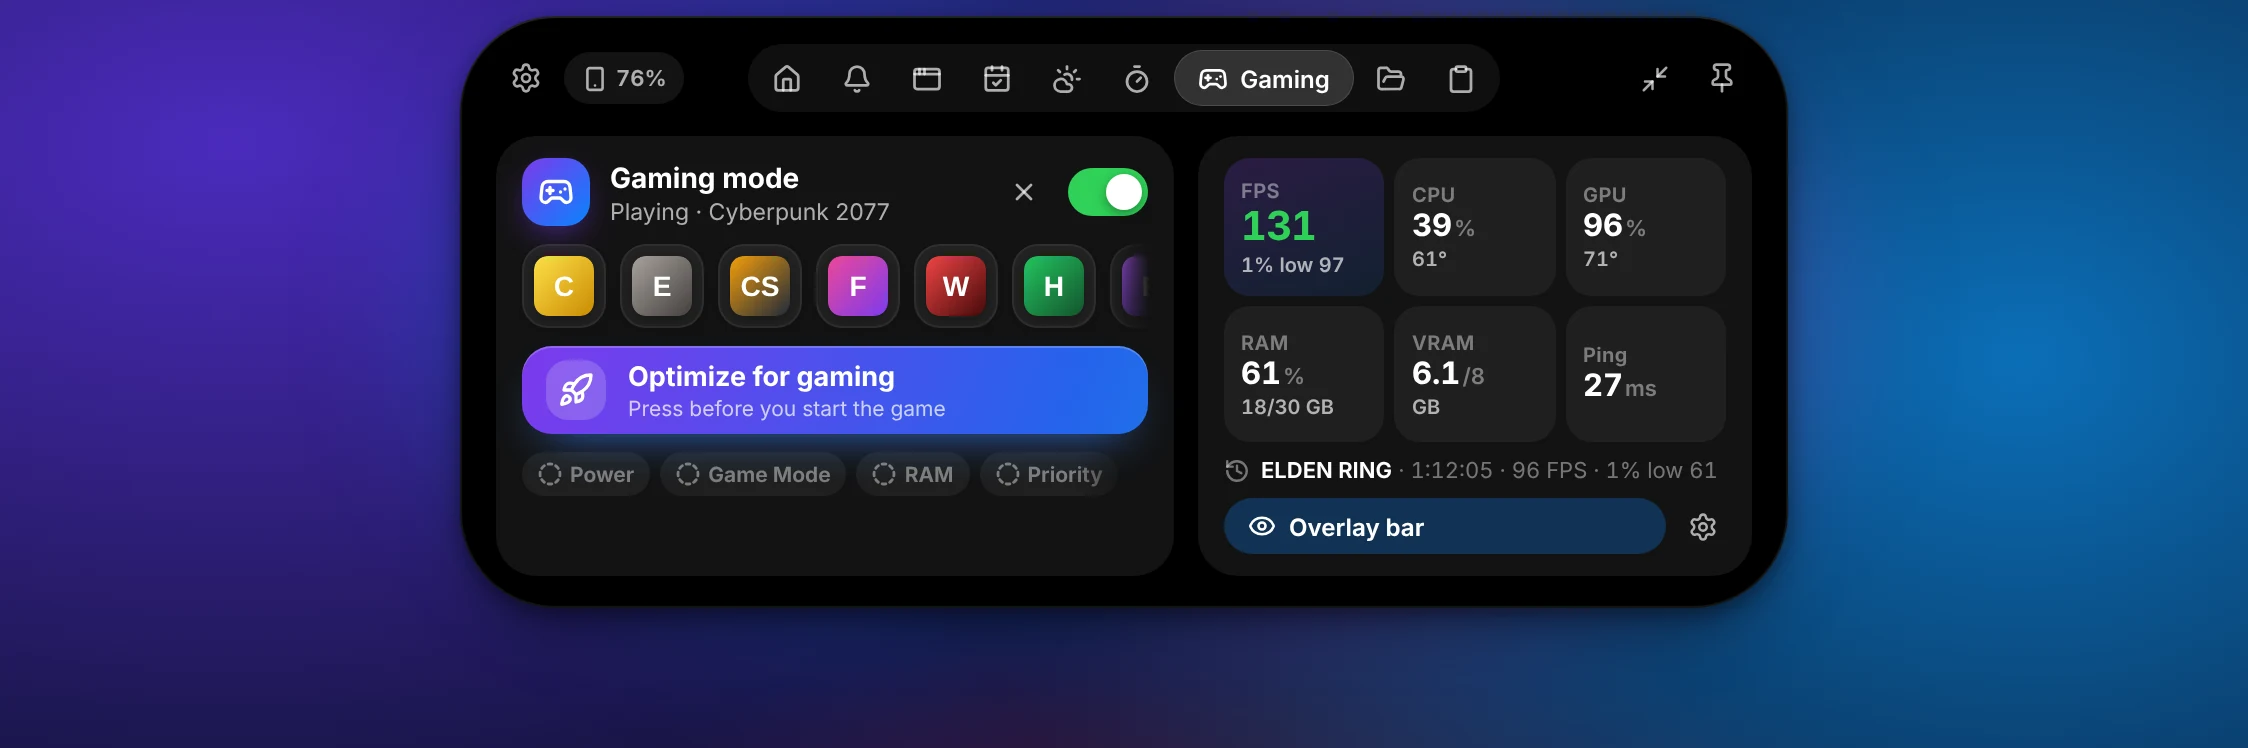 76%
Gaming
Gaming mode
Playing · Cyberpunk 2077
C E CS F W H
Optimize for gaming
Press before you start the game
Power Game Mode RAM Priority
FPS
131
1% low 97
CPU
39%
61°
GPU
96%
71°
RAM
61%
18/30 GB
VRAM
6.1/8
GB
Ping
27ms
ELDEN RING · 1:12:05 · 96 FPS · 1% low 61
Overlay bar